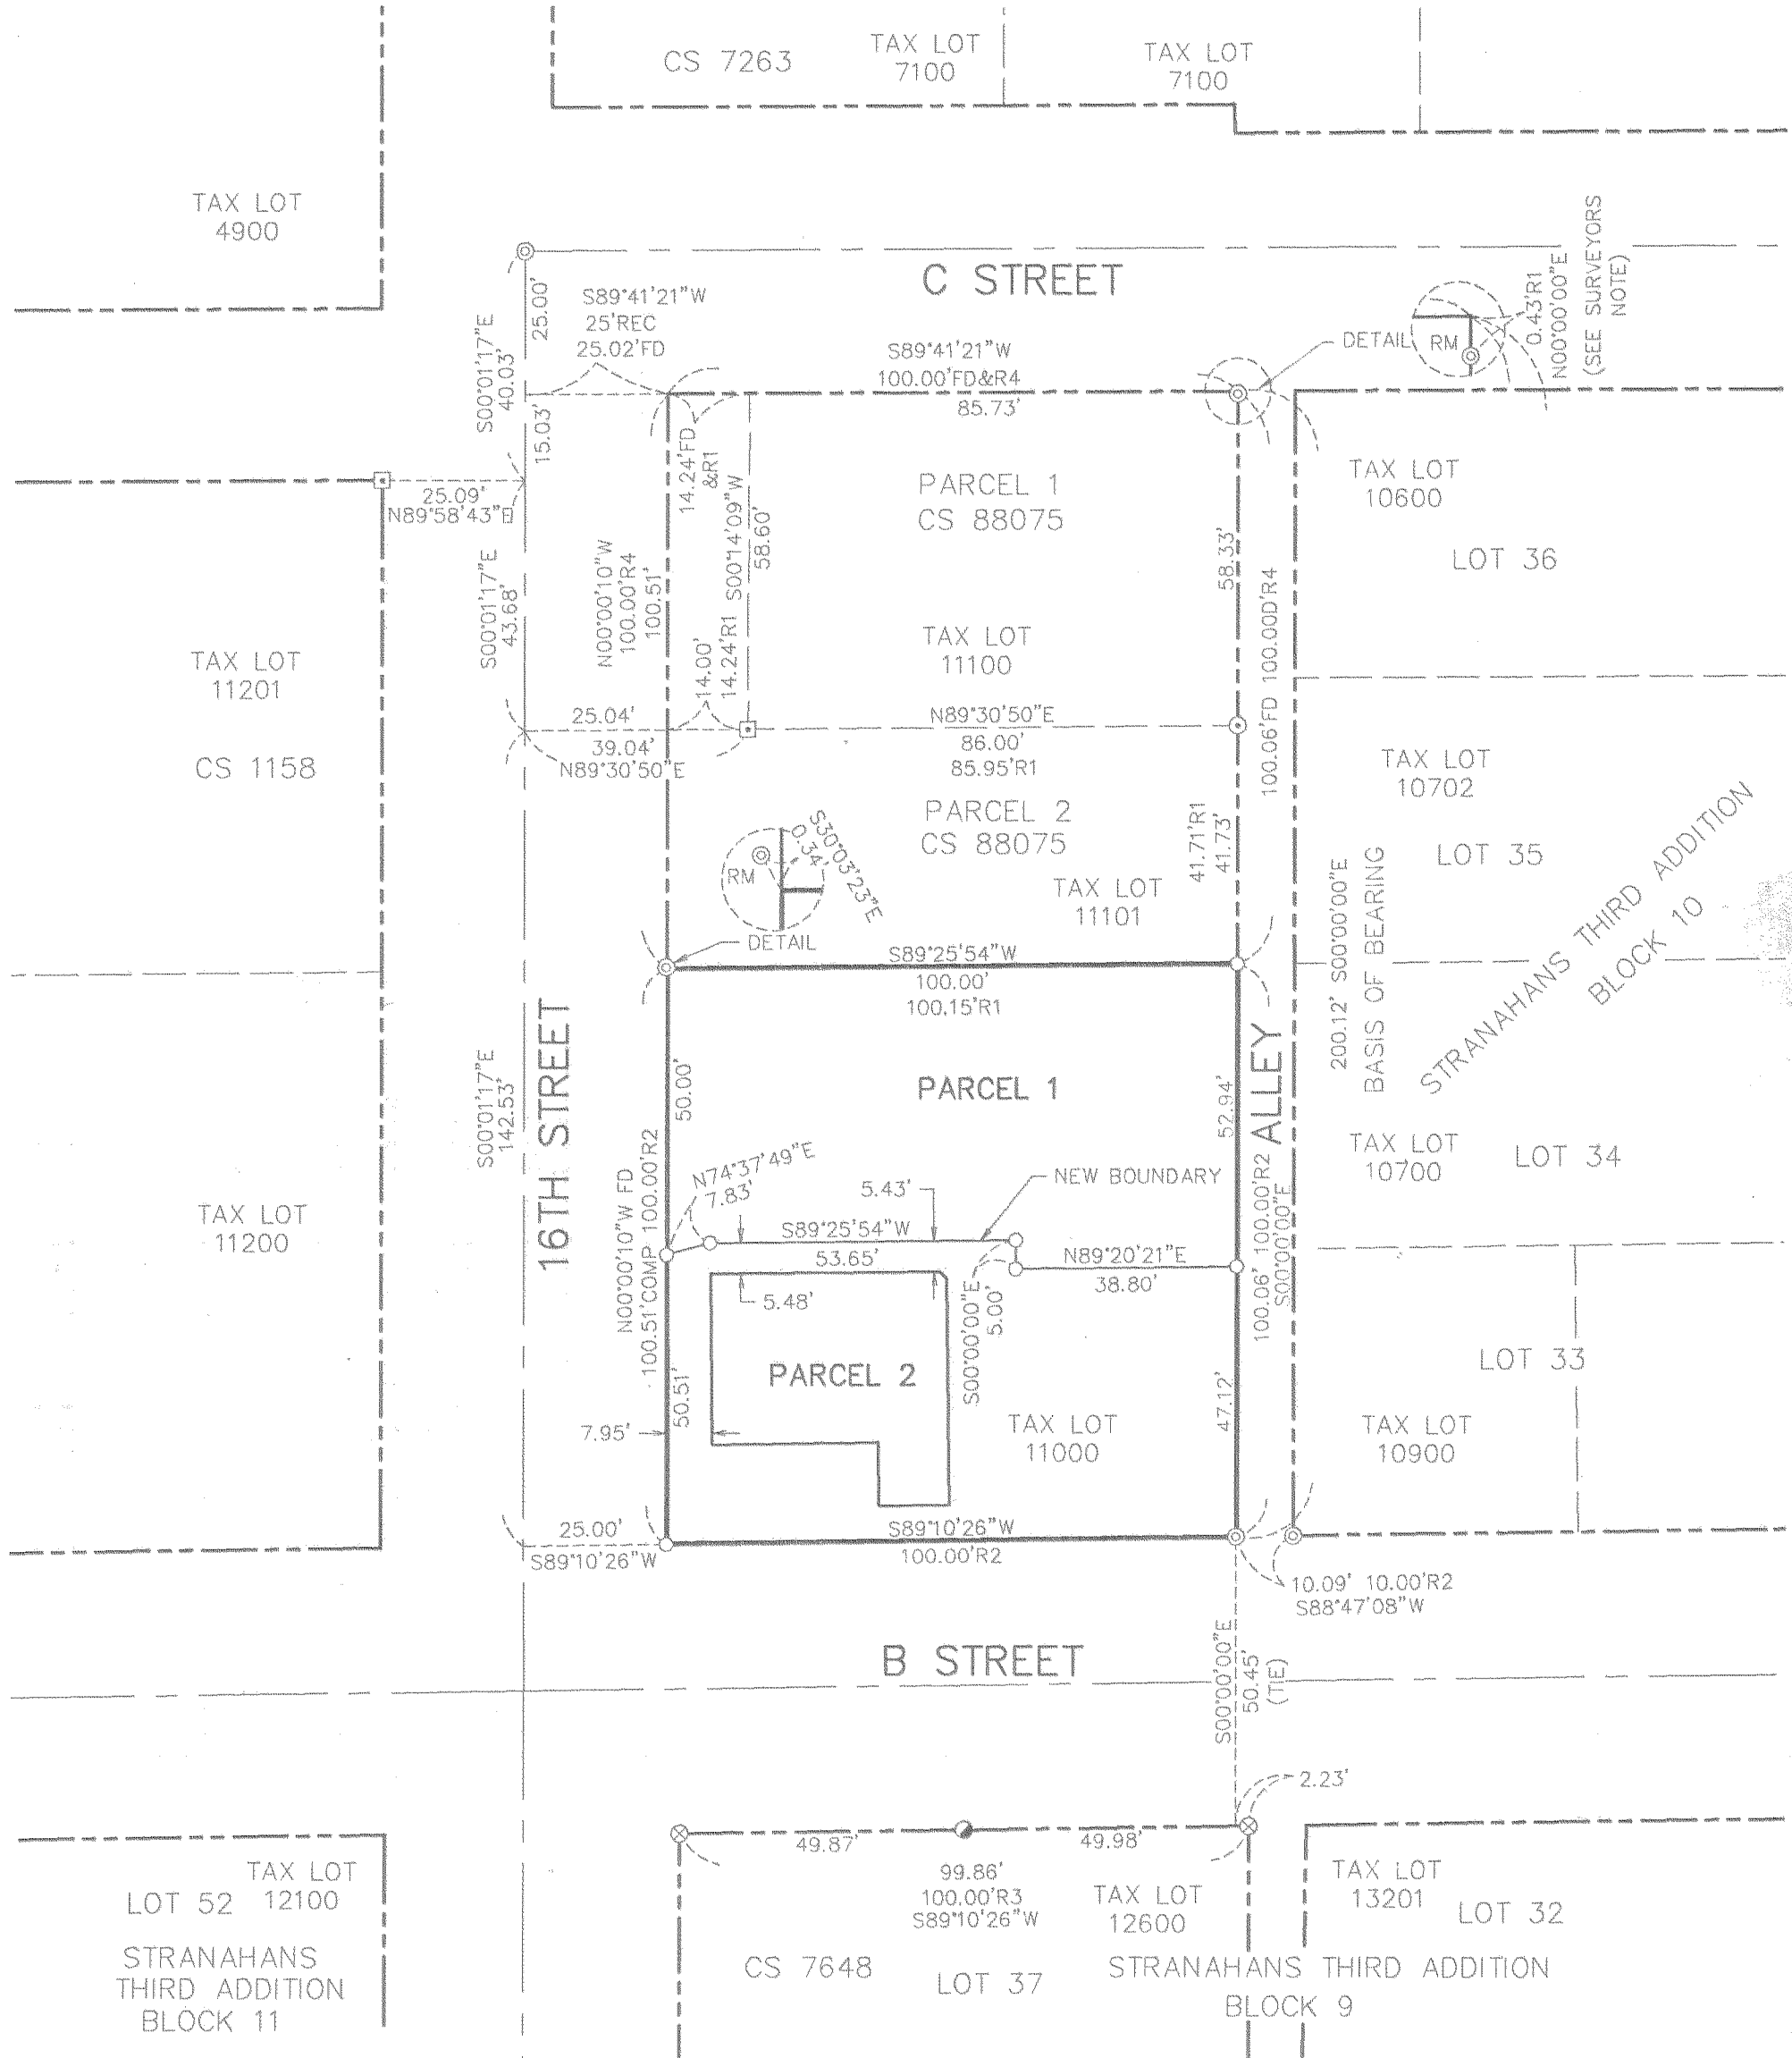 CS 7263
TAX LOT
7100
TAX LOT
7100
TAX LOT
4900
C STREET
S89°41'21"W
25'REC
25.02'FD
25.00'
S00°01'17"E
40.03'
15.03'
S89°41'21"W
100.00'FD&R4
85.73'
DETAIL
RM
0.43'R1
N00°00'00"E
(SEE SURVEYORS
NOTE)
25.09'
N89°58'43"E
14.24'FD
&R1
S00°14'09"W
58.60'
PARCEL 1
CS 88075
TAX LOT
10600
LOT 36
S00°01'17"E
43.68'
N00°00'10"W
100.00'R4
100.51'
58.33'
100.06'FD 100.00D'R4
TAX LOT
11201
CS 1158
14.00'
14.24'R1
TAX LOT
11100
25.04'
39.04'
N89°30'50"E
N89°30'50"E
86.00'
85.95'R1
TAX LOT
10702
LOT 35
PARCEL 2
CS 88075
41.71'R1
41.73'
RM
S30°03'23"E
0.34'
DETAIL
TAX LOT
11101
200.12' S00°00'00"E
BASIS OF BEARING
STRANAHANS THIRD ADDITION
BLOCK 10
S89°25'54"W
100.00'
100.15'R1
16TH STREET
S00°01'17"E
142.53'
50.00'
PARCEL 1
52.94'
ALLEY
TAX LOT
10700
LOT 34
TAX LOT
11200
N74°37'49"E
7.83'
5.43'
NEW BOUNDARY
S89°25'54"W
53.65'
N89°20'21"E
38.80'
N00°00'10"W FD
100.51'COMP 100.00'R2
5.48'
S00°00'00"E
5.00'
100.06' 100.00'R2
S00°00'00"E
PARCEL 2
50.51'
7.95'
47.12'
LOT 33
TAX LOT
11000
TAX LOT
10900
25.00'
S89°10'26"W
S89°10'26"W
100.00'R2
10.09' 10.00'R2
S88°47'08"W
B STREET
S00°00'00"E
50.45'
(TIE)
2.23'
49.87'
49.98'
99.86'
100.00'R3
S89°10'26"W
TAX LOT
12100
LOT 52
STRANAHANS
THIRD ADDITION
BLOCK 11
CS 7648
LOT 37
TAX LOT
12600
TAX LOT
13201
LOT 32
STRANAHANS THIRD ADDITION
BLOCK 9